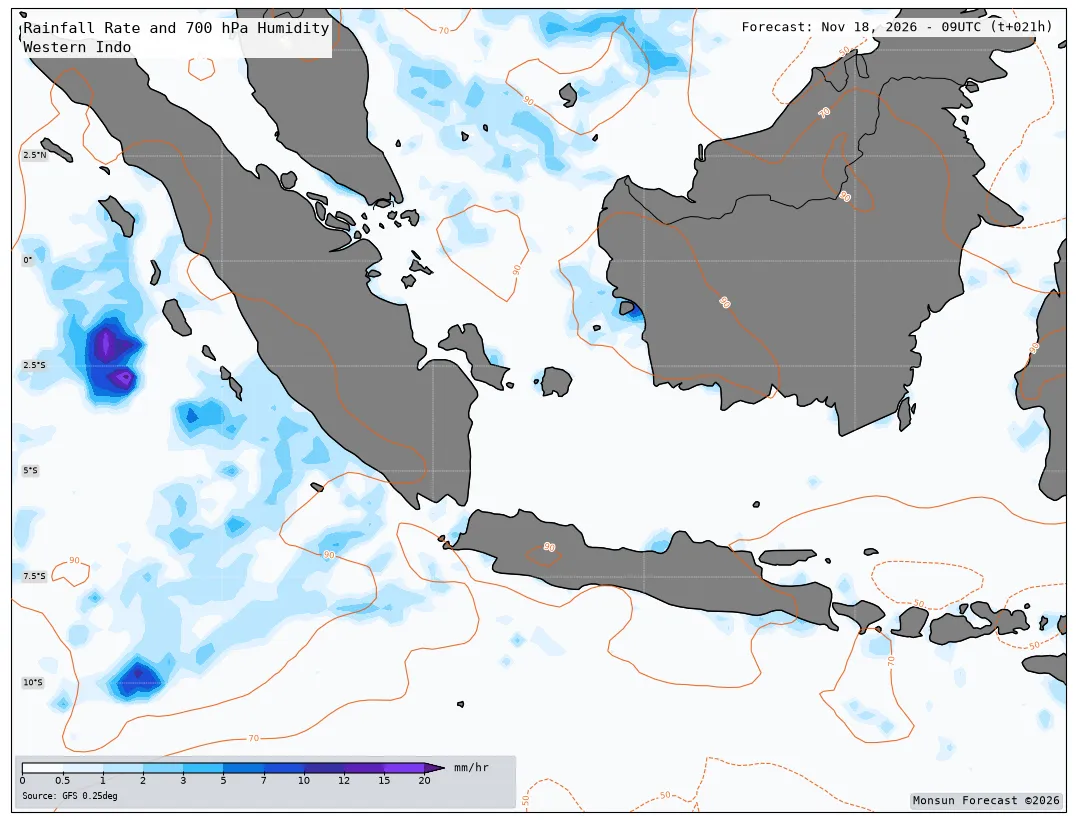 Rainfall Rate and 700 hPa Humidity
Western Indo
Forecast: Nov 18, 2026 - 09UTC (t+021h)
70
50
90
70
2.5°N
90
0°
90
90
90
2.5°S
5°S
90
90
90
7.5°S
50
50
70
10°S
70
50
50
0 0.5 1 2 3 5 7 10 12 15 20
mm/hr
Source: GFS 0.25deg
Monsun Forecast ©2026